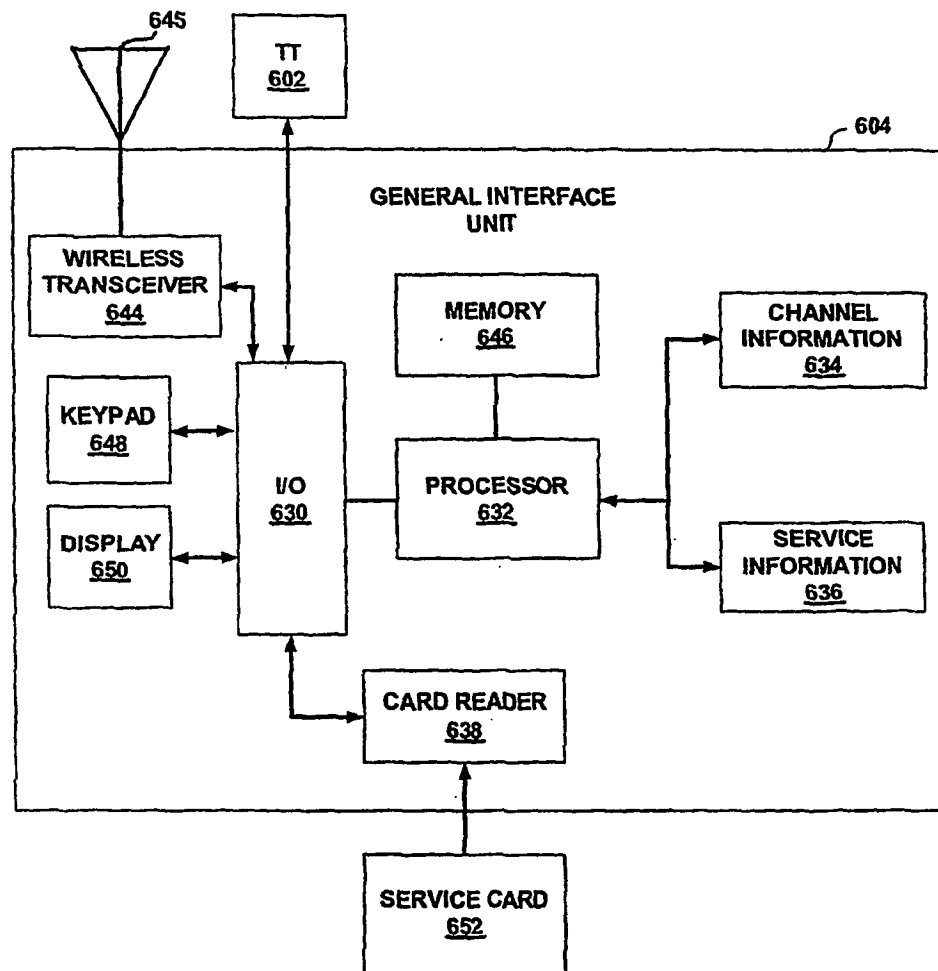 645
TT
602
604
GENERAL INTERFACE
UNIT
WIRELESS
TRANSCEIVER
644
MEMORY
646
CHANNEL
INFORMATION
634
KEYPAD
648
I/O
630
PROCESSOR
632
DISPLAY
650
SERVICE
INFORMATION
636
CARD READER
638
SERVICE CARD
652